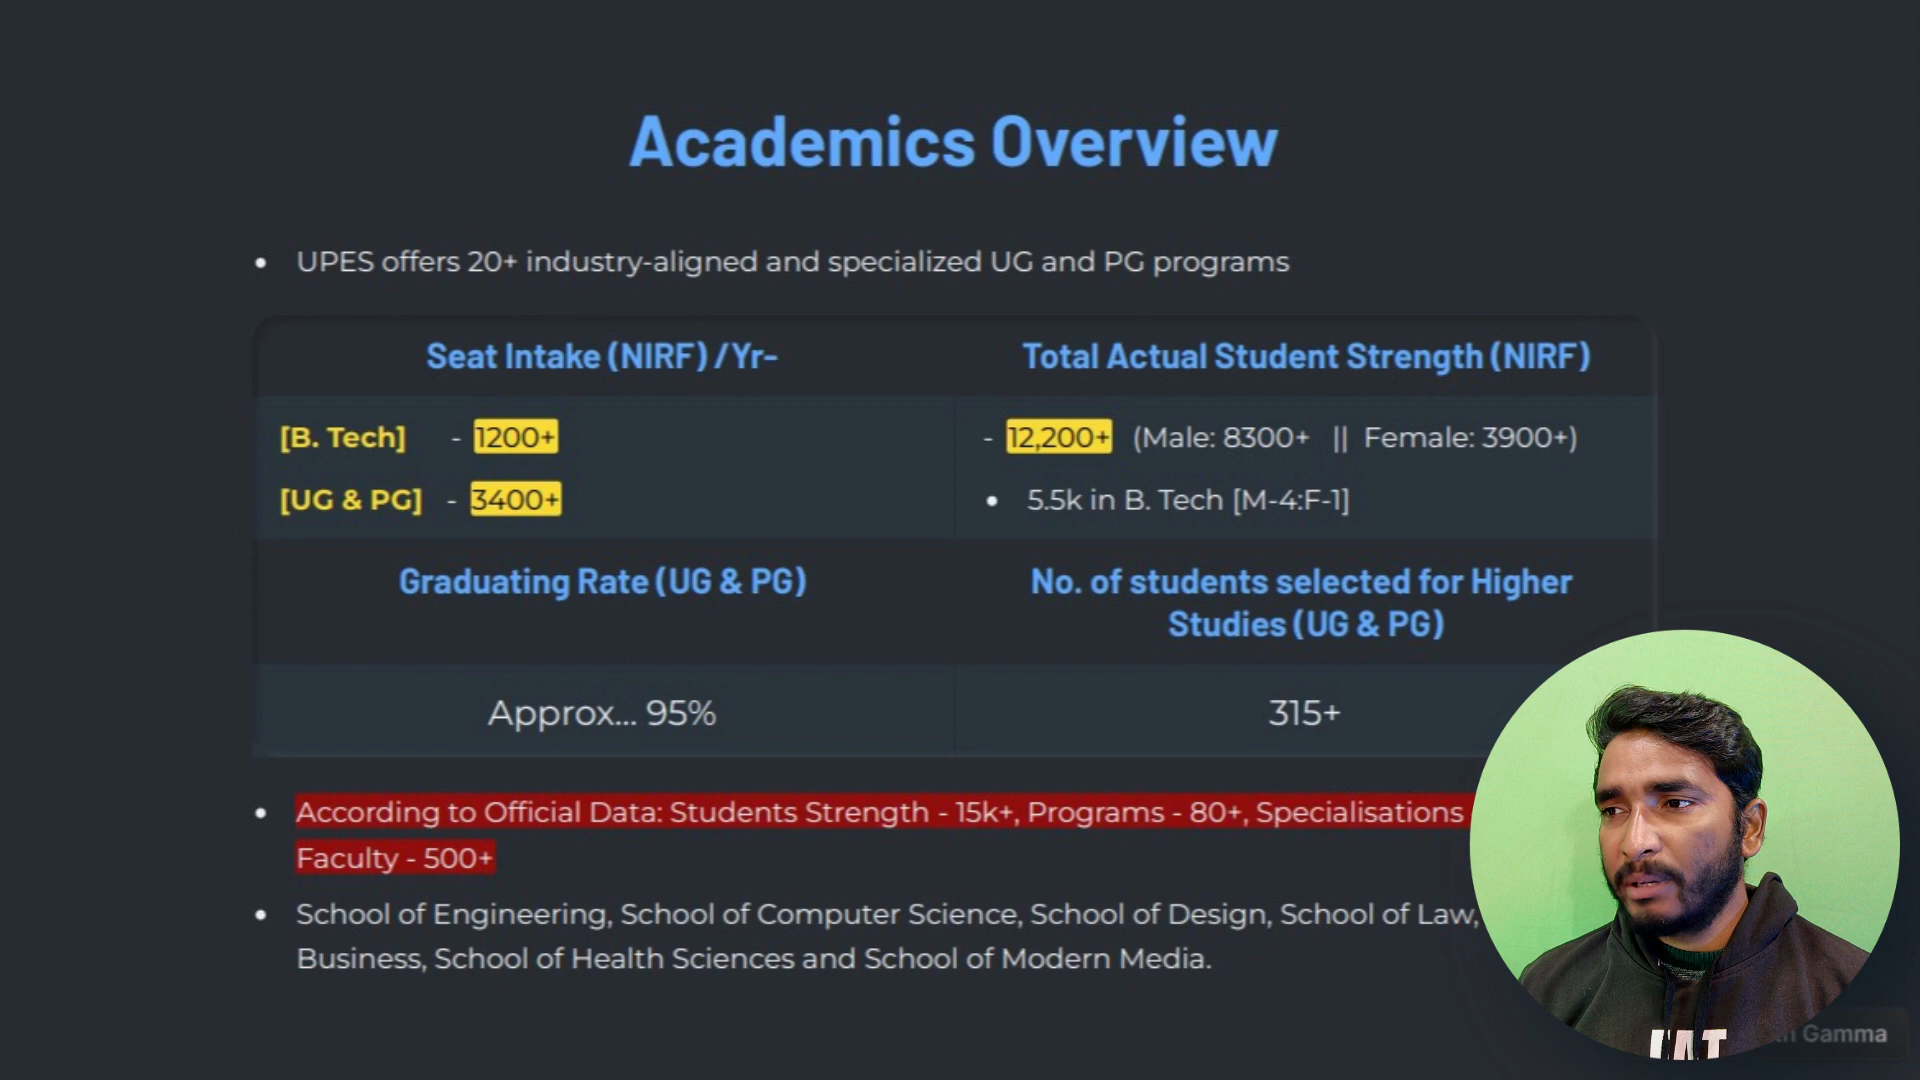 Academics Overview
• UPES offers 20+ industry-aligned and specialized UG and PG programs
Seat Intake (NIRF) /Yr-
Total Actual Student Strength (NIRF)
[B. Tech] - 1200+
- 12,200+ (Male: 8300+ || Female: 3900+)
[UG & PG] - 3400+
• 5.5k in B. Tech [M-4:F-1]
Graduating Rate (UG & PG)
No. of students selected for Higher
Studies (UG & PG)
Approx... 95%
315+
• According to Official Data: Students Strength - 15k+, Programs - 80+, Specialisations
Faculty - 500+
• School of Engineering, School of Computer Science, School of Design, School of Law,
Business, School of Health Sciences and School of Modern Media.
Gamma